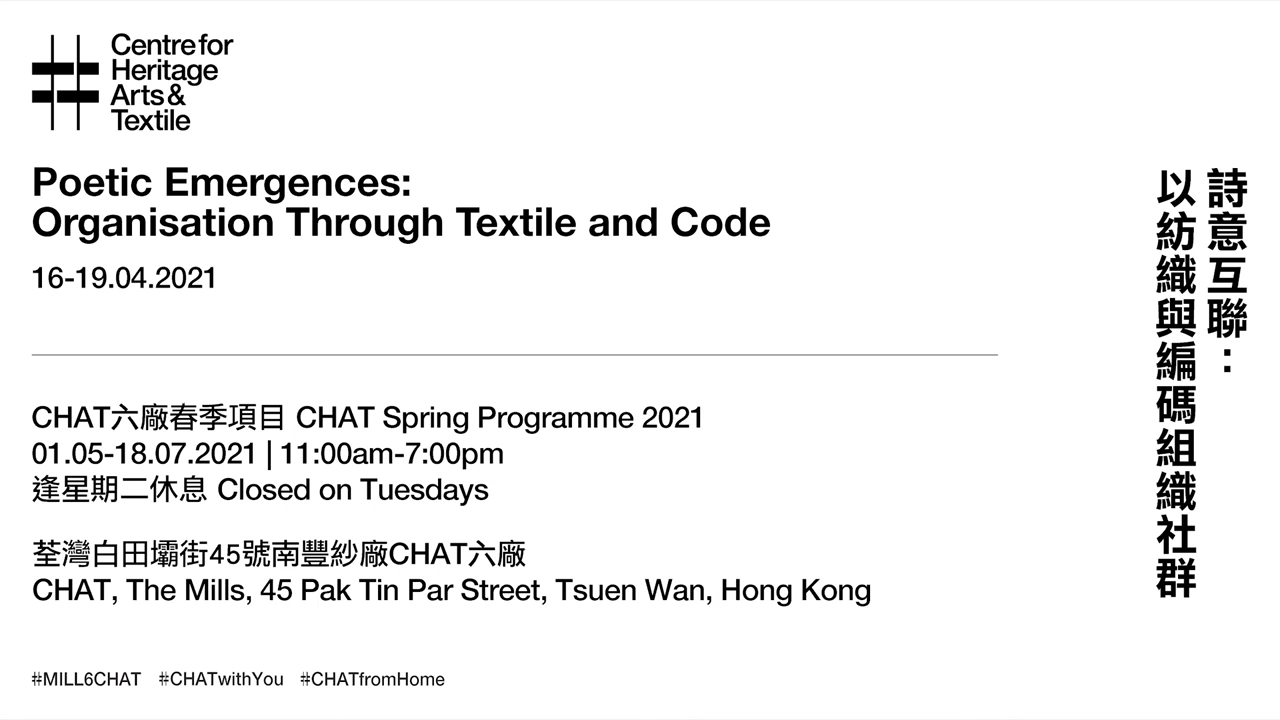 Centre for
Heritage
Arts &
Textile
Poetic Emergences:
Organisation Through Textile and Code
16-19.04.2021
詩意互聯：
以紡織與編碼組織社群
CHAT六廠春季項目 CHAT Spring Programme 2021
01.05-18.07.2021 | 11:00am-7:00pm
逢星期二休息 Closed on Tuesdays
荃灣白田壩街45號南豐紗廠CHAT六廠
CHAT, The Mills, 45 Pak Tin Par Street, Tsuen Wan, Hong Kong
#MILL6CHAT #CHATwithYou #CHATfromHome